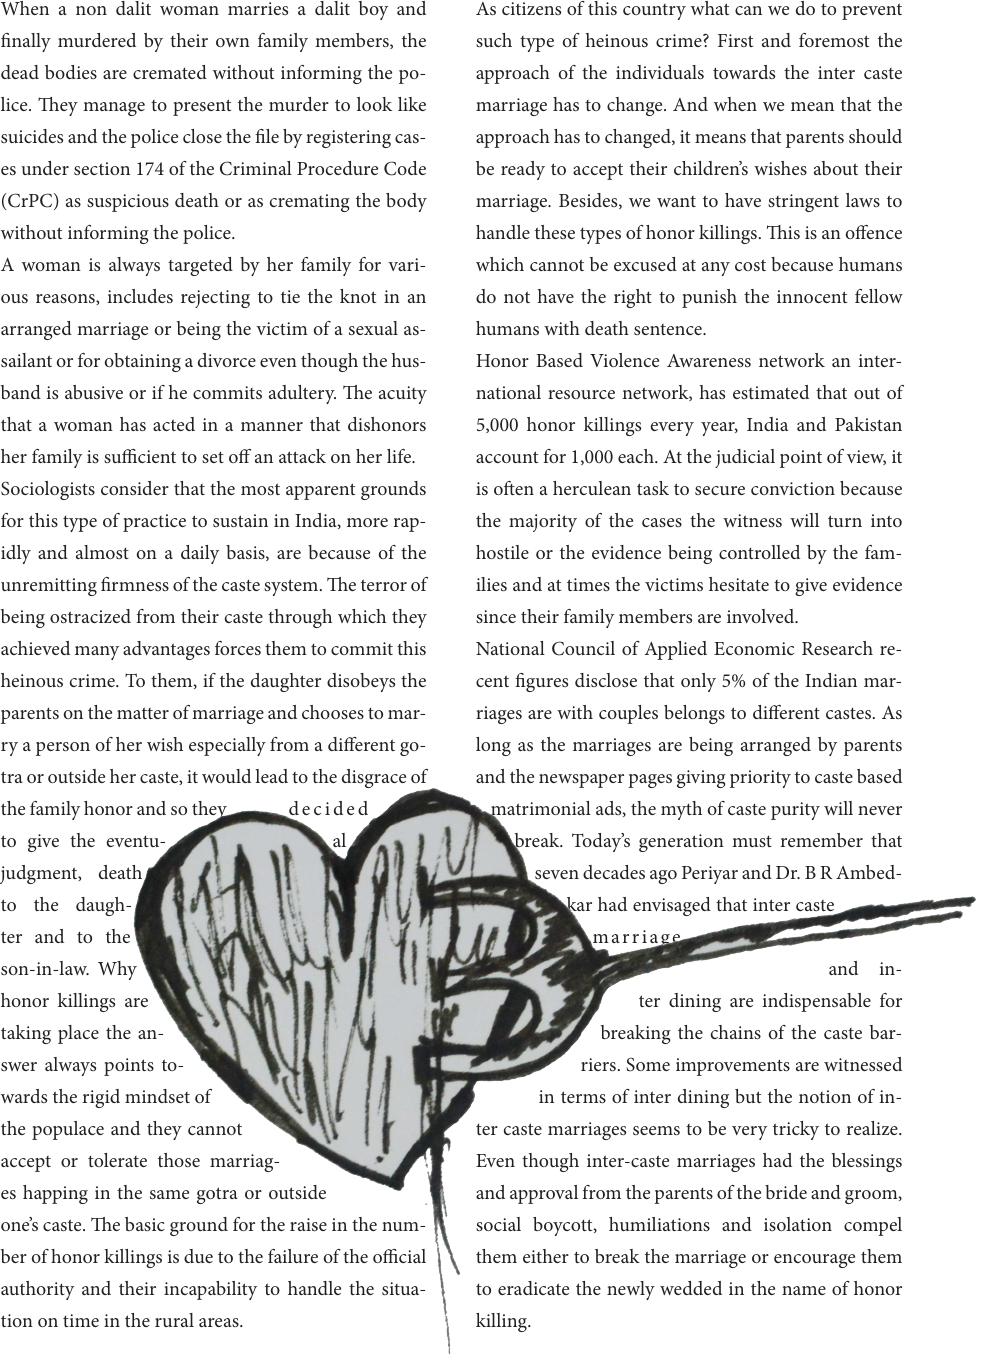 When a non dalit woman marries a dalit boy and
finally murdered by their own family members, the
dead bodies are cremated without informing the po-
lice. They manage to present the murder to look like
suicides and the police close the file by registering cas-
es under section 174 of the Criminal Procedure Code
(CrPC) as suspicious death or as cremating the body
without informing the police.
A woman is always targeted by her family for vari-
ous reasons, includes rejecting to tie the knot in an
arranged marriage or being the victim of a sexual as-
sailant or for obtaining a divorce even though the hus-
band is abusive or if he commits adultery. The acuity
that a woman has acted in a manner that dishonors
her family is sufficient to set off an attack on her life.
Sociologists consider that the most apparent grounds
for this type of practice to sustain in India, more rap-
idly and almost on a daily basis, are because of the
unremitting firmness of the caste system. The terror of
being ostracized from their caste through which they
achieved many advantages forces them to commit this
heinous crime. To them, if the daughter disobeys the
parents on the matter of marriage and chooses to mar-
ry a person of her wish especially from a different go-
tra or outside her caste, it would lead to the disgrace of
the family honor and so they decided
to give the eventu- al
judgment, death
to the daugh-
ter and to the
son-in-law. Why
honor killings are
taking place the an-
swer always points to-
wards the rigid mindset of
the populace and they cannot
accept or tolerate those marriag-
es happing in the same gotra or outside
one's caste. The basic ground for the raise in the num-
ber of honor killings is due to the failure of the official
authority and their incapability to handle the situa-
tion on time in the rural areas.
As citizens of this country what can we do to prevent
such type of heinous crime? First and foremost the
approach of the individuals towards the inter caste
marriage has to change. And when we mean that the
approach has to changed, it means that parents should
be ready to accept their children's wishes about their
marriage. Besides, we want to have stringent laws to
handle these types of honor killings. This is an offence
which cannot be excused at any cost because humans
do not have the right to punish the innocent fellow
humans with death sentence.
Honor Based Violence Awareness network an inter-
national resource network, has estimated that out of
5,000 honor killings every year, India and Pakistan
account for 1,000 each. At the judicial point of view, it
is often a herculean task to secure conviction because
the majority of the cases the witness will turn into
hostile or the evidence being controlled by the fam-
ilies and at times the victims hesitate to give evidence
since their family members are involved.
National Council of Applied Economic Research re-
cent figures disclose that only 5% of the Indian mar-
riages are with couples belongs to different castes. As
long as the marriages are being arranged by parents
and the newspaper pages giving priority to caste based
matrimonial ads, the myth of caste purity will never
break. Today's generation must remember that
seven decades ago Periyar and Dr. B R Ambed-
kar had envisaged that inter caste
marriage
and in-
ter dining are indispensable for
breaking the chains of the caste bar-
riers. Some improvements are witnessed
in terms of inter dining but the notion of in-
ter caste marriages seems to be very tricky to realize.
Even though inter-caste marriages had the blessings
and approval from the parents of the bride and groom,
social boycott, humiliations and isolation compel
them either to break the marriage or encourage them
to eradicate the newly wedded in the name of honor
killing.